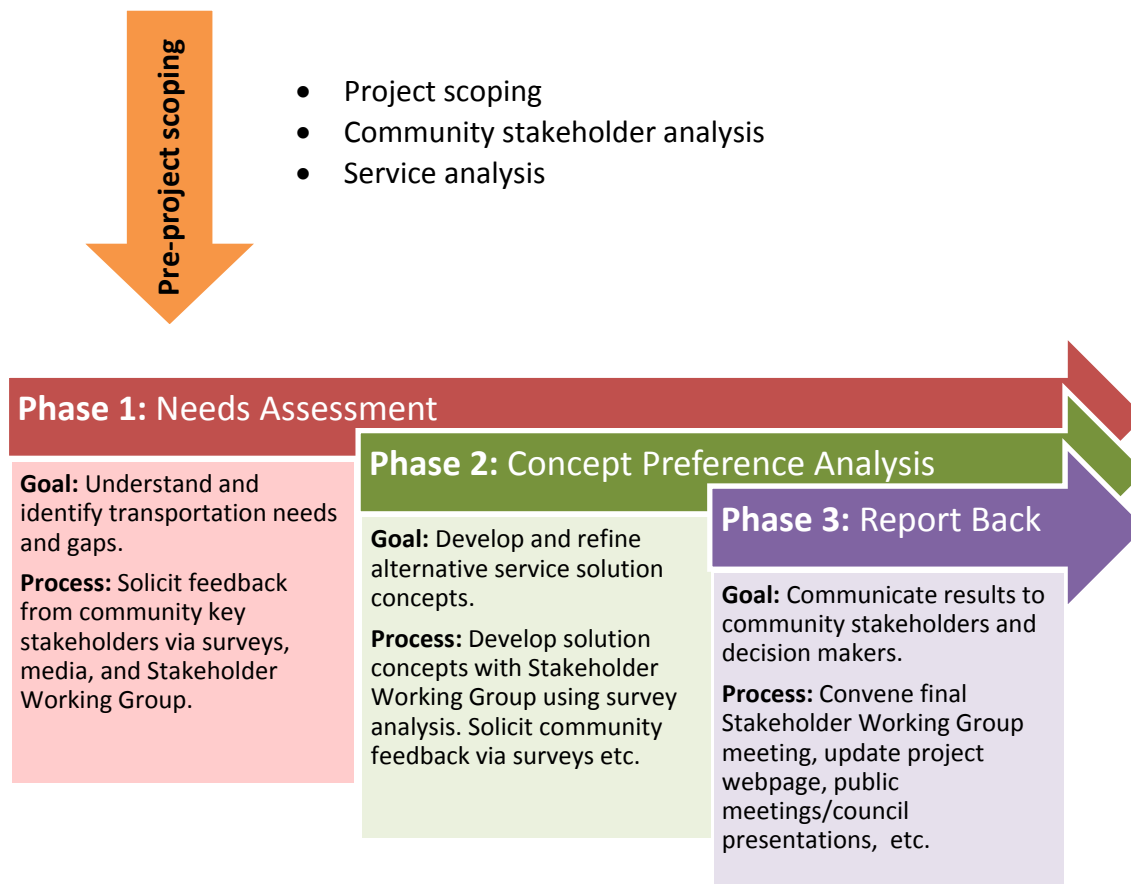 Pre-project scoping
• Project scoping
• Community stakeholder analysis
• Service analysis
Phase 1: Needs Assessment
Goal: Understand and
identify transportation needs
and gaps.
Process: Solicit feedback
from community key
stakeholders via surveys,
media, and Stakeholder
Working Group.
Phase 2: Concept Preference Analysis
Goal: Develop and refine
alternative service solution
concepts.
Process: Develop solution
concepts with Stakeholder
Working Group using survey
analysis. Solicit community
feedback via surveys etc.
Phase 3: Report Back
Goal: Communicate results to
community stakeholders and
decision makers.
Process: Convene final
Stakeholder Working Group
meeting, update project
webpage, public
meetings/council
presentations,  etc.